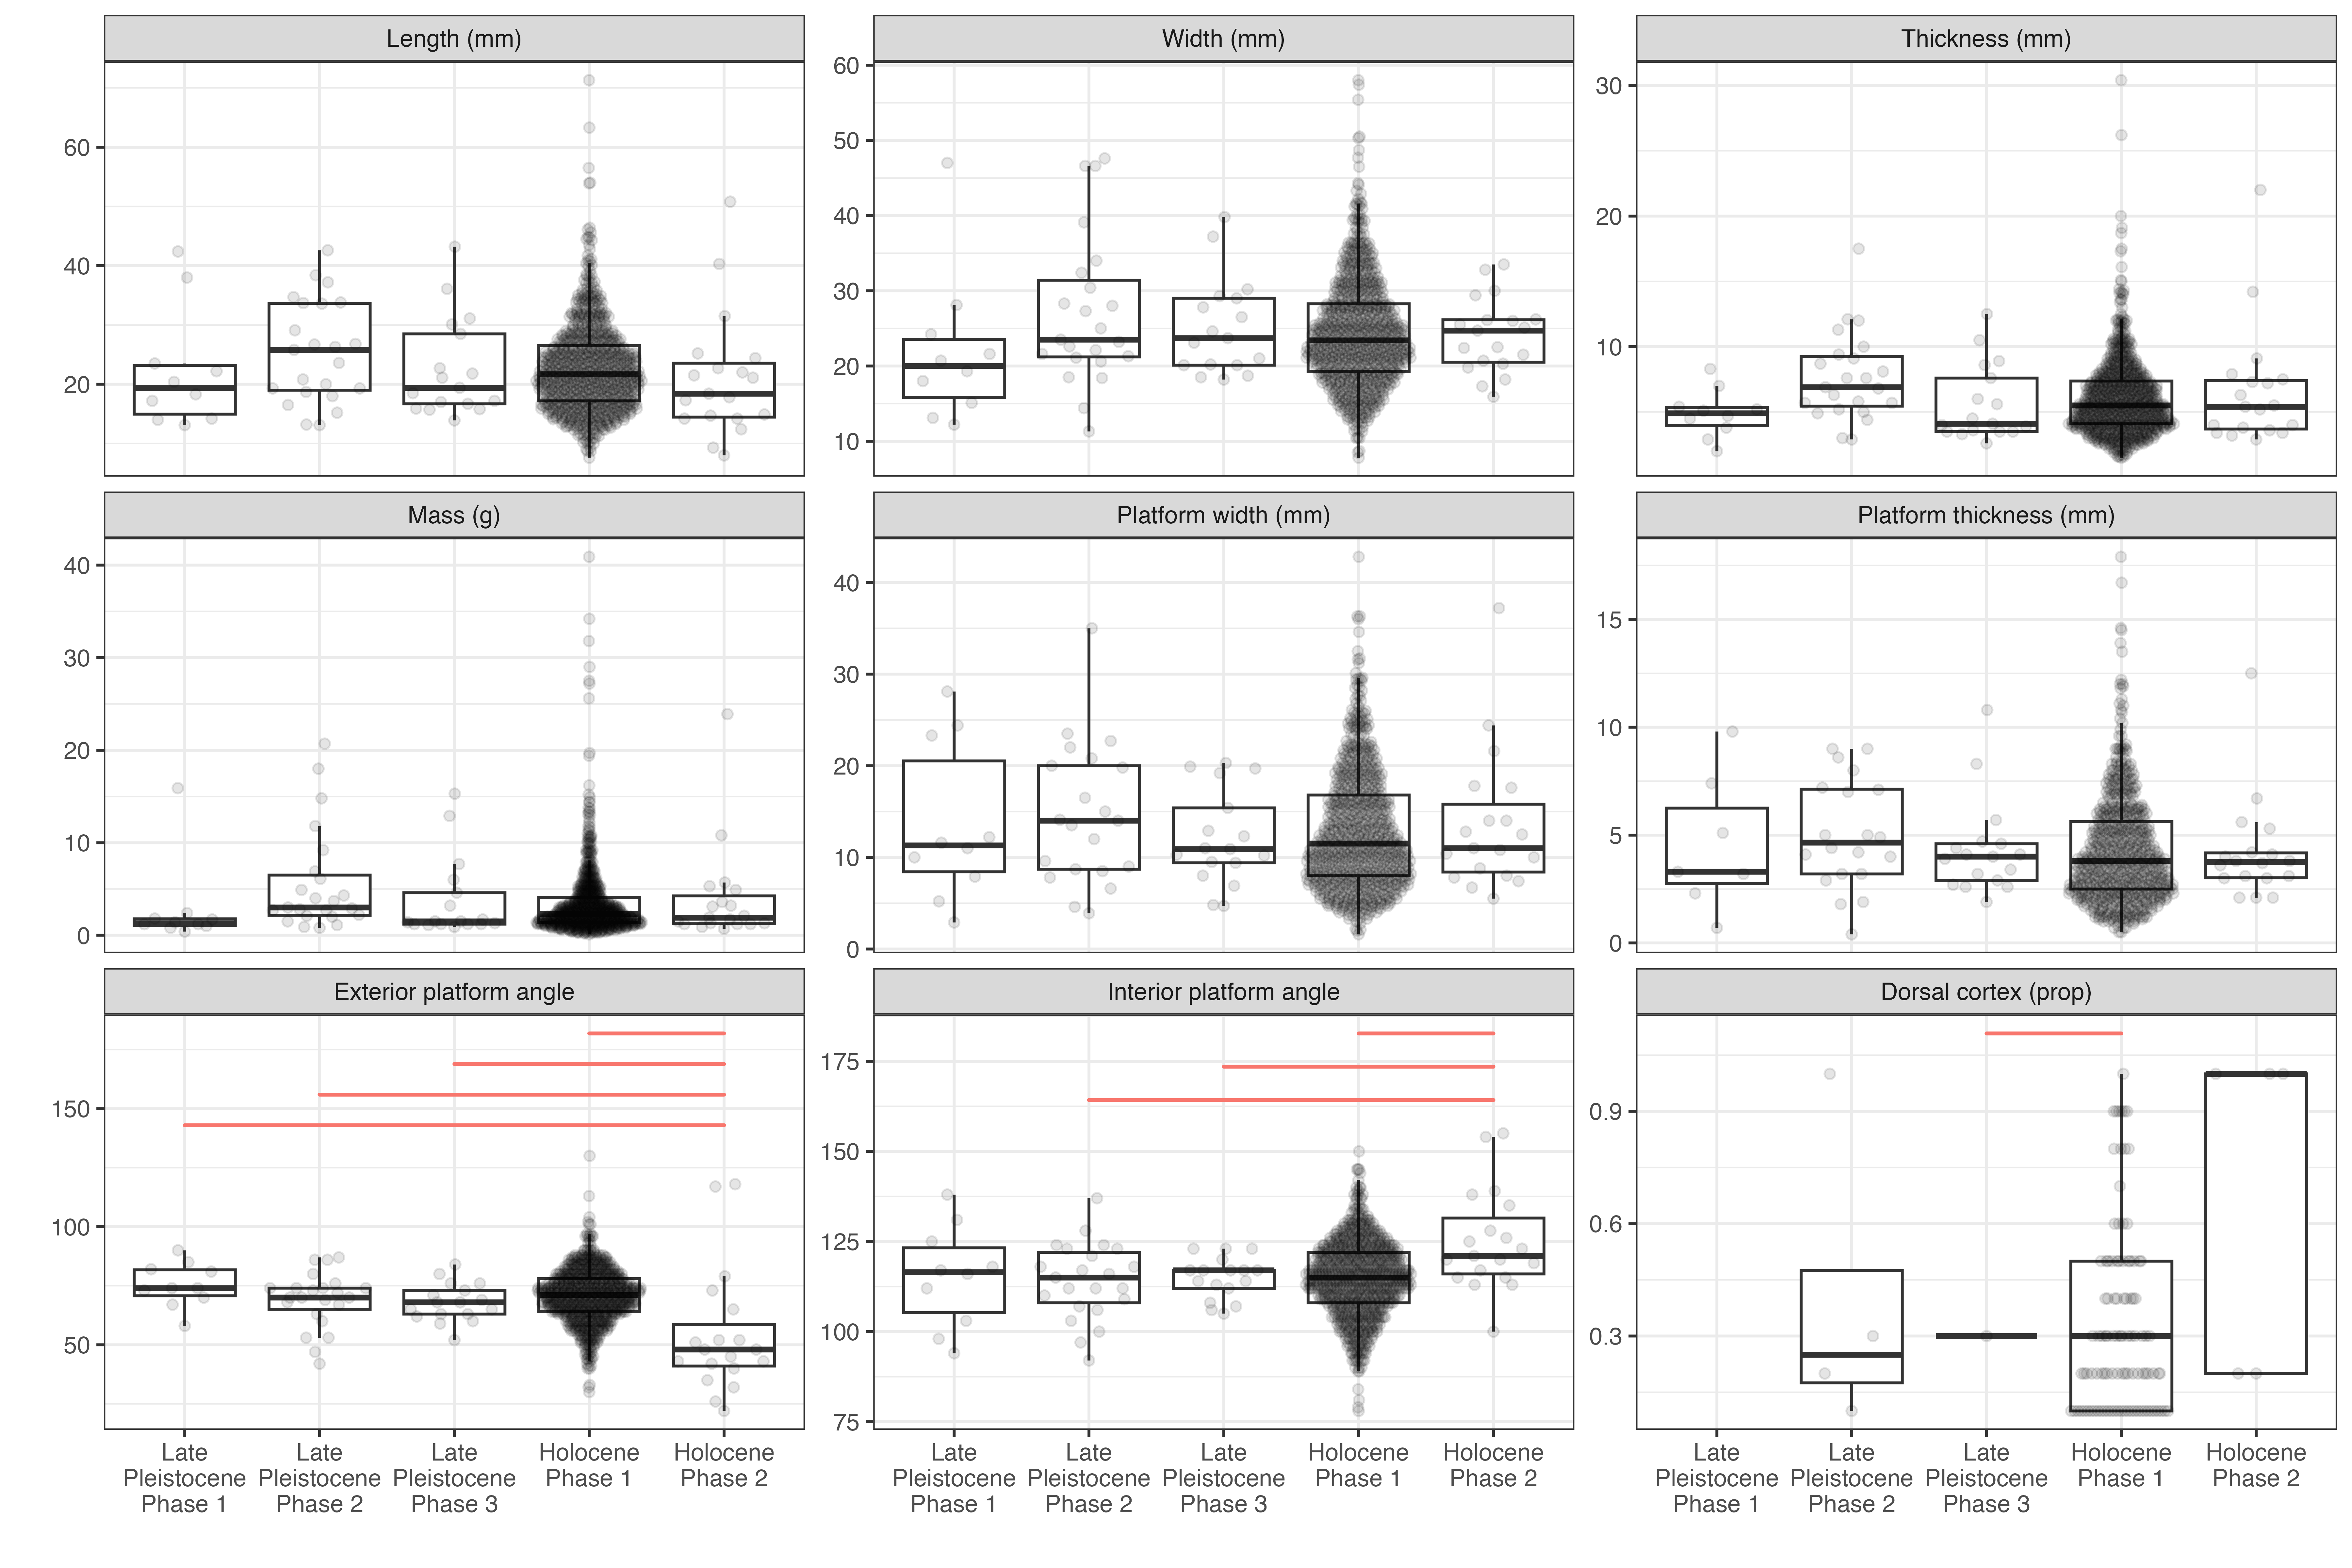 Length (mm)
Width (mm)
Thickness (mm)
60
40
20
60
50
40
30
20
10
30
20
10
Mass (g)
Platform width (mm)
Platform thickness (mm)
40
30
20
10
0
40
30
20
10
0
15
10
5
0
Exterior platform angle
Interior platform angle
Dorsal cortex (prop)
150
100
50
175
150
125
100
75
0.9
0.6
0.3
Late
Pleistocene
Phase 1
Late
Pleistocene
Phase 2
Late
Pleistocene
Phase 3
Holocene
Phase 1
Holocene
Phase 2
Late
Pleistocene
Phase 1
Late
Pleistocene
Phase 2
Late
Pleistocene
Phase 3
Holocene
Phase 1
Holocene
Phase 2
Late
Pleistocene
Phase 1
Late
Pleistocene
Phase 2
Late
Pleistocene
Phase 3
Holocene
Phase 1
Holocene
Phase 2